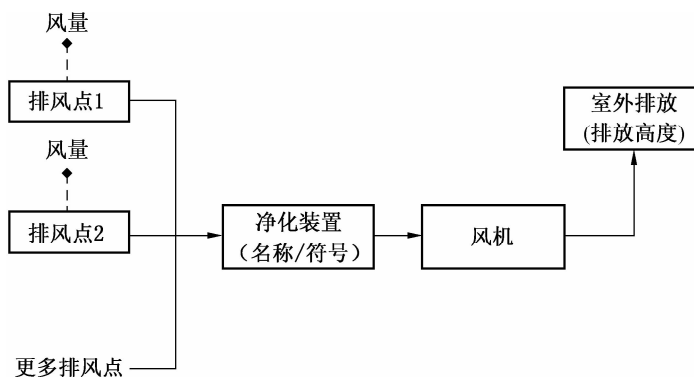 风量
排风点1
风量
排风点2
更多排风点
净化装置
（名称/符号）
风机
室外排放
(排放高度)